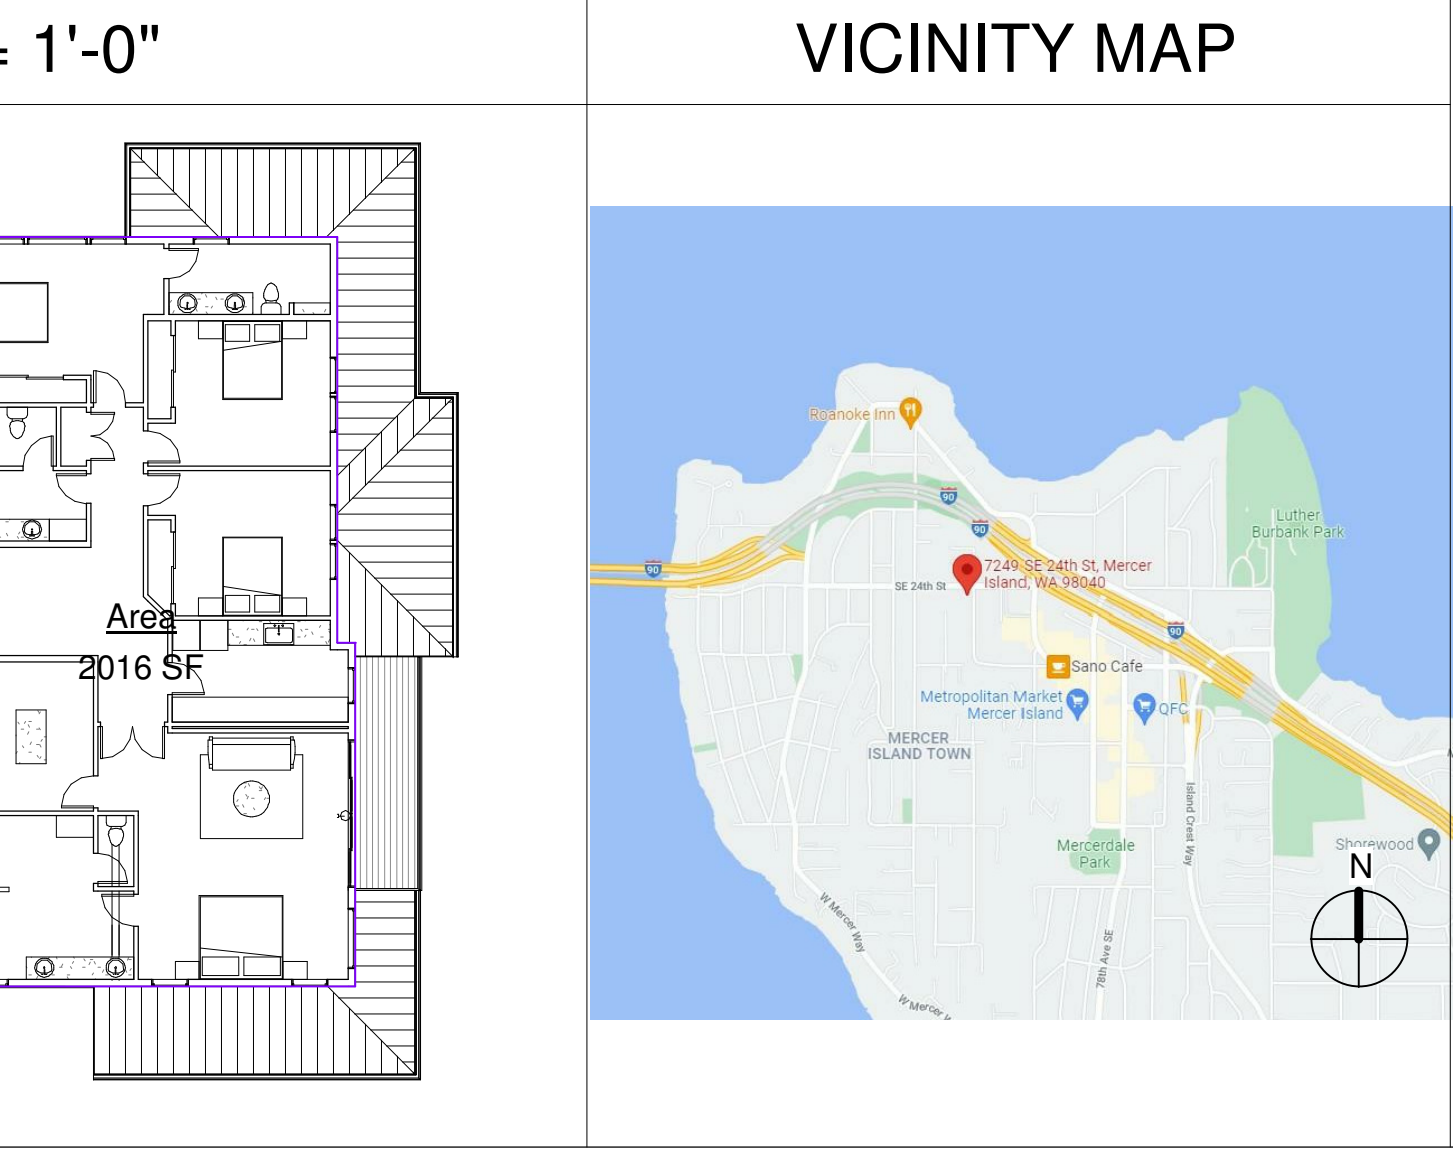 = 1'-0"
VICINITY MAP
Area
2016 SF
Roanoke Inn
90
90
90
90
Luther
Burbank Park
7249 SE 24th St, Mercer
Island, WA 98040
SE 24th St
Sano Cafe
Metropolitan Market
Mercer Island
QFC
MERCER
ISLAND TOWN
Island Crest Way
Mercerdale
Park
Shorewood
N
W Mercer Way
78th Ave SE
W Mercer